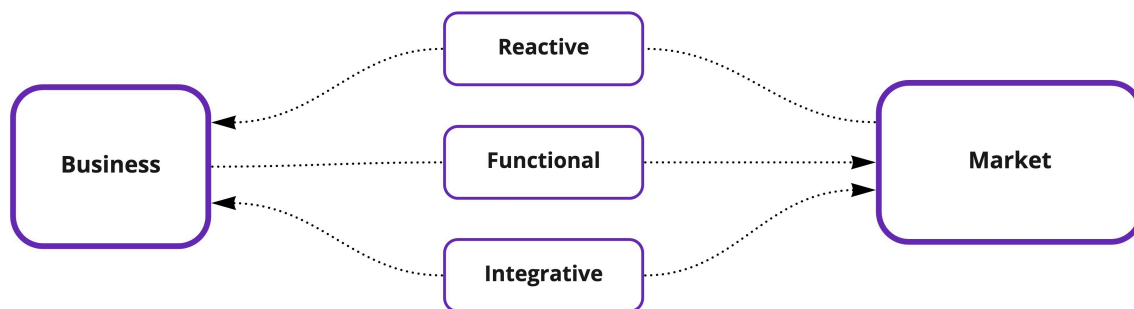 Reactive
Business
Functional
Market
Integrative